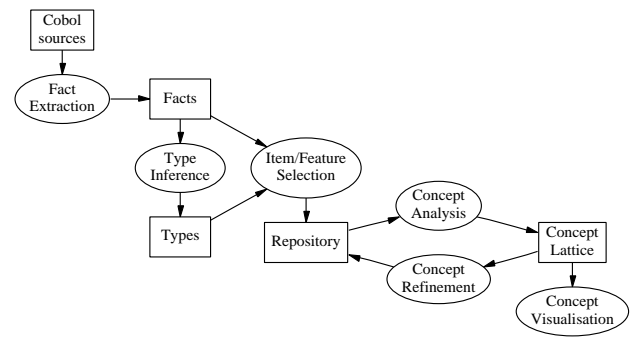 Cobol
sources
Fact
Extraction
Facts
Type
Inference
Item/Feature
Selection
Types
Repository
Concept
Analysis
Concept
Lattice
Concept
Refinement
Concept
Visualisation